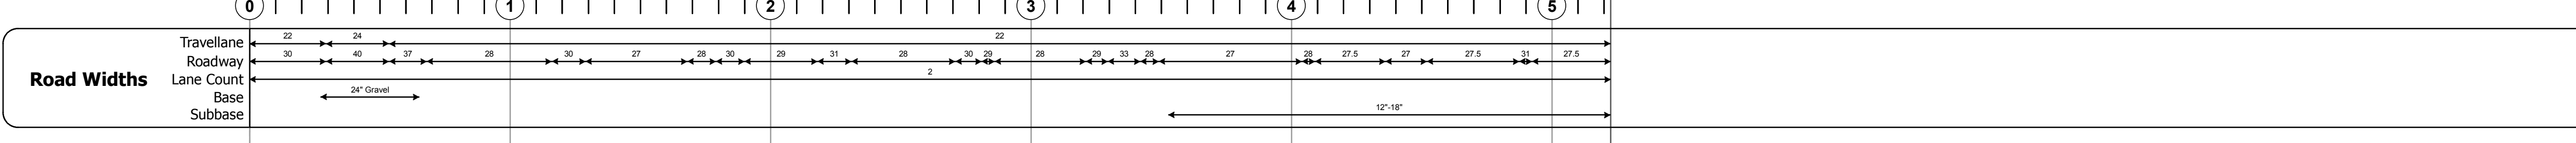 0 1 2 3 4 5
Travellane 22 24 22
Roadway 30 40 37 28 30 27 28 30 29 31 28 30 29 28 29 33 28 27 28 27.5 27 27.5 31 27.5
Road Widths
Lane Count 2
Base 24" Gravel
Subbase 12"-18"